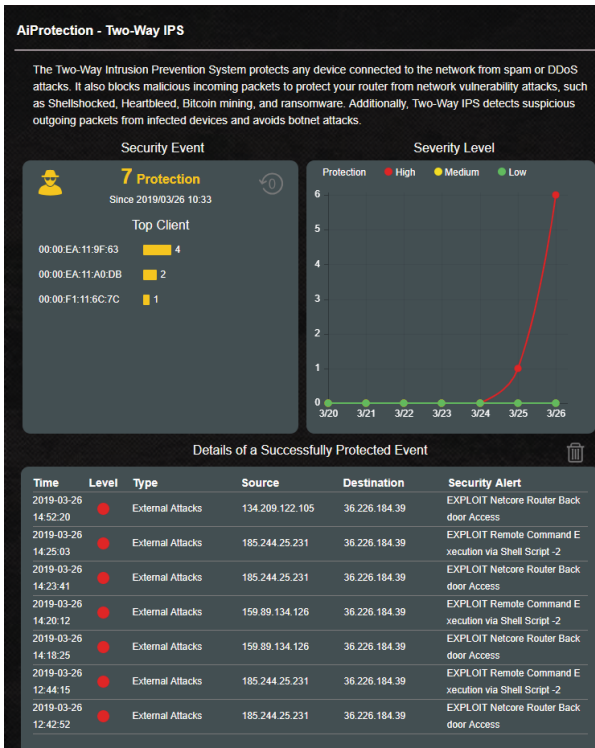 AiProtection - Two-Way IPS
The Two-Way Intrusion Prevention System protects any device connected to the network from spam or DDoS
attacks. It also blocks malicious incoming packets to protect your router from network vulnerability attacks, such
as Shellshocked, Heartbleed, Bitcoin mining, and ransomware. Additionally, Two-Way IPS detects suspicious
outgoing packets from infected devices and avoids botnet attacks.
Security Event
7 Protection
0
Since 2019/03/26 10:33
Top Client
00:00:EA:11:9F:63 4
00:00:EA:11:A0:DB 2
00:00:F1:11:6C:7C 1
Severity Level
Protection High Medium Low
6
5
4
3
2
1
0
3/20 3/21 3/22 3/23 3/24 3/25 3/26
Details of a Successfully Protected Event
Time Level Type Source Destination Security Alert
2019-03-26 EXPLOIT Netcore Router Back
External Attacks 134.209.122.105 36.226.184.39
14:52:20 door Access
2019-03-26 EXPLOIT Remote Command E
External Attacks 185.244.25.231 36.226.184.39
14:25:03 xecution via Shell Script -2
2019-03-26 EXPLOIT Netcore Router Back
External Attacks 185.244.25.231 36.226.184.39
14:23:41 door Access
2019-03-26 EXPLOIT Remote Command E
External Attacks 159.89.134.126 36.226.184.39
14:20:12 xecution via Shell Script -2
2019-03-26 EXPLOIT Netcore Router Back
External Attacks 159.89.134.126 36.226.184.39
14:18:25 door Access
2019-03-26 EXPLOIT Remote Command E
External Attacks 185.244.25.231 36.226.184.39
12:44:15 xecution via Shell Script -2
2019-03-26 EXPLOIT Netcore Router Back
External Attacks 185.244.25.231 36.226.184.39
12:42:52 door Access